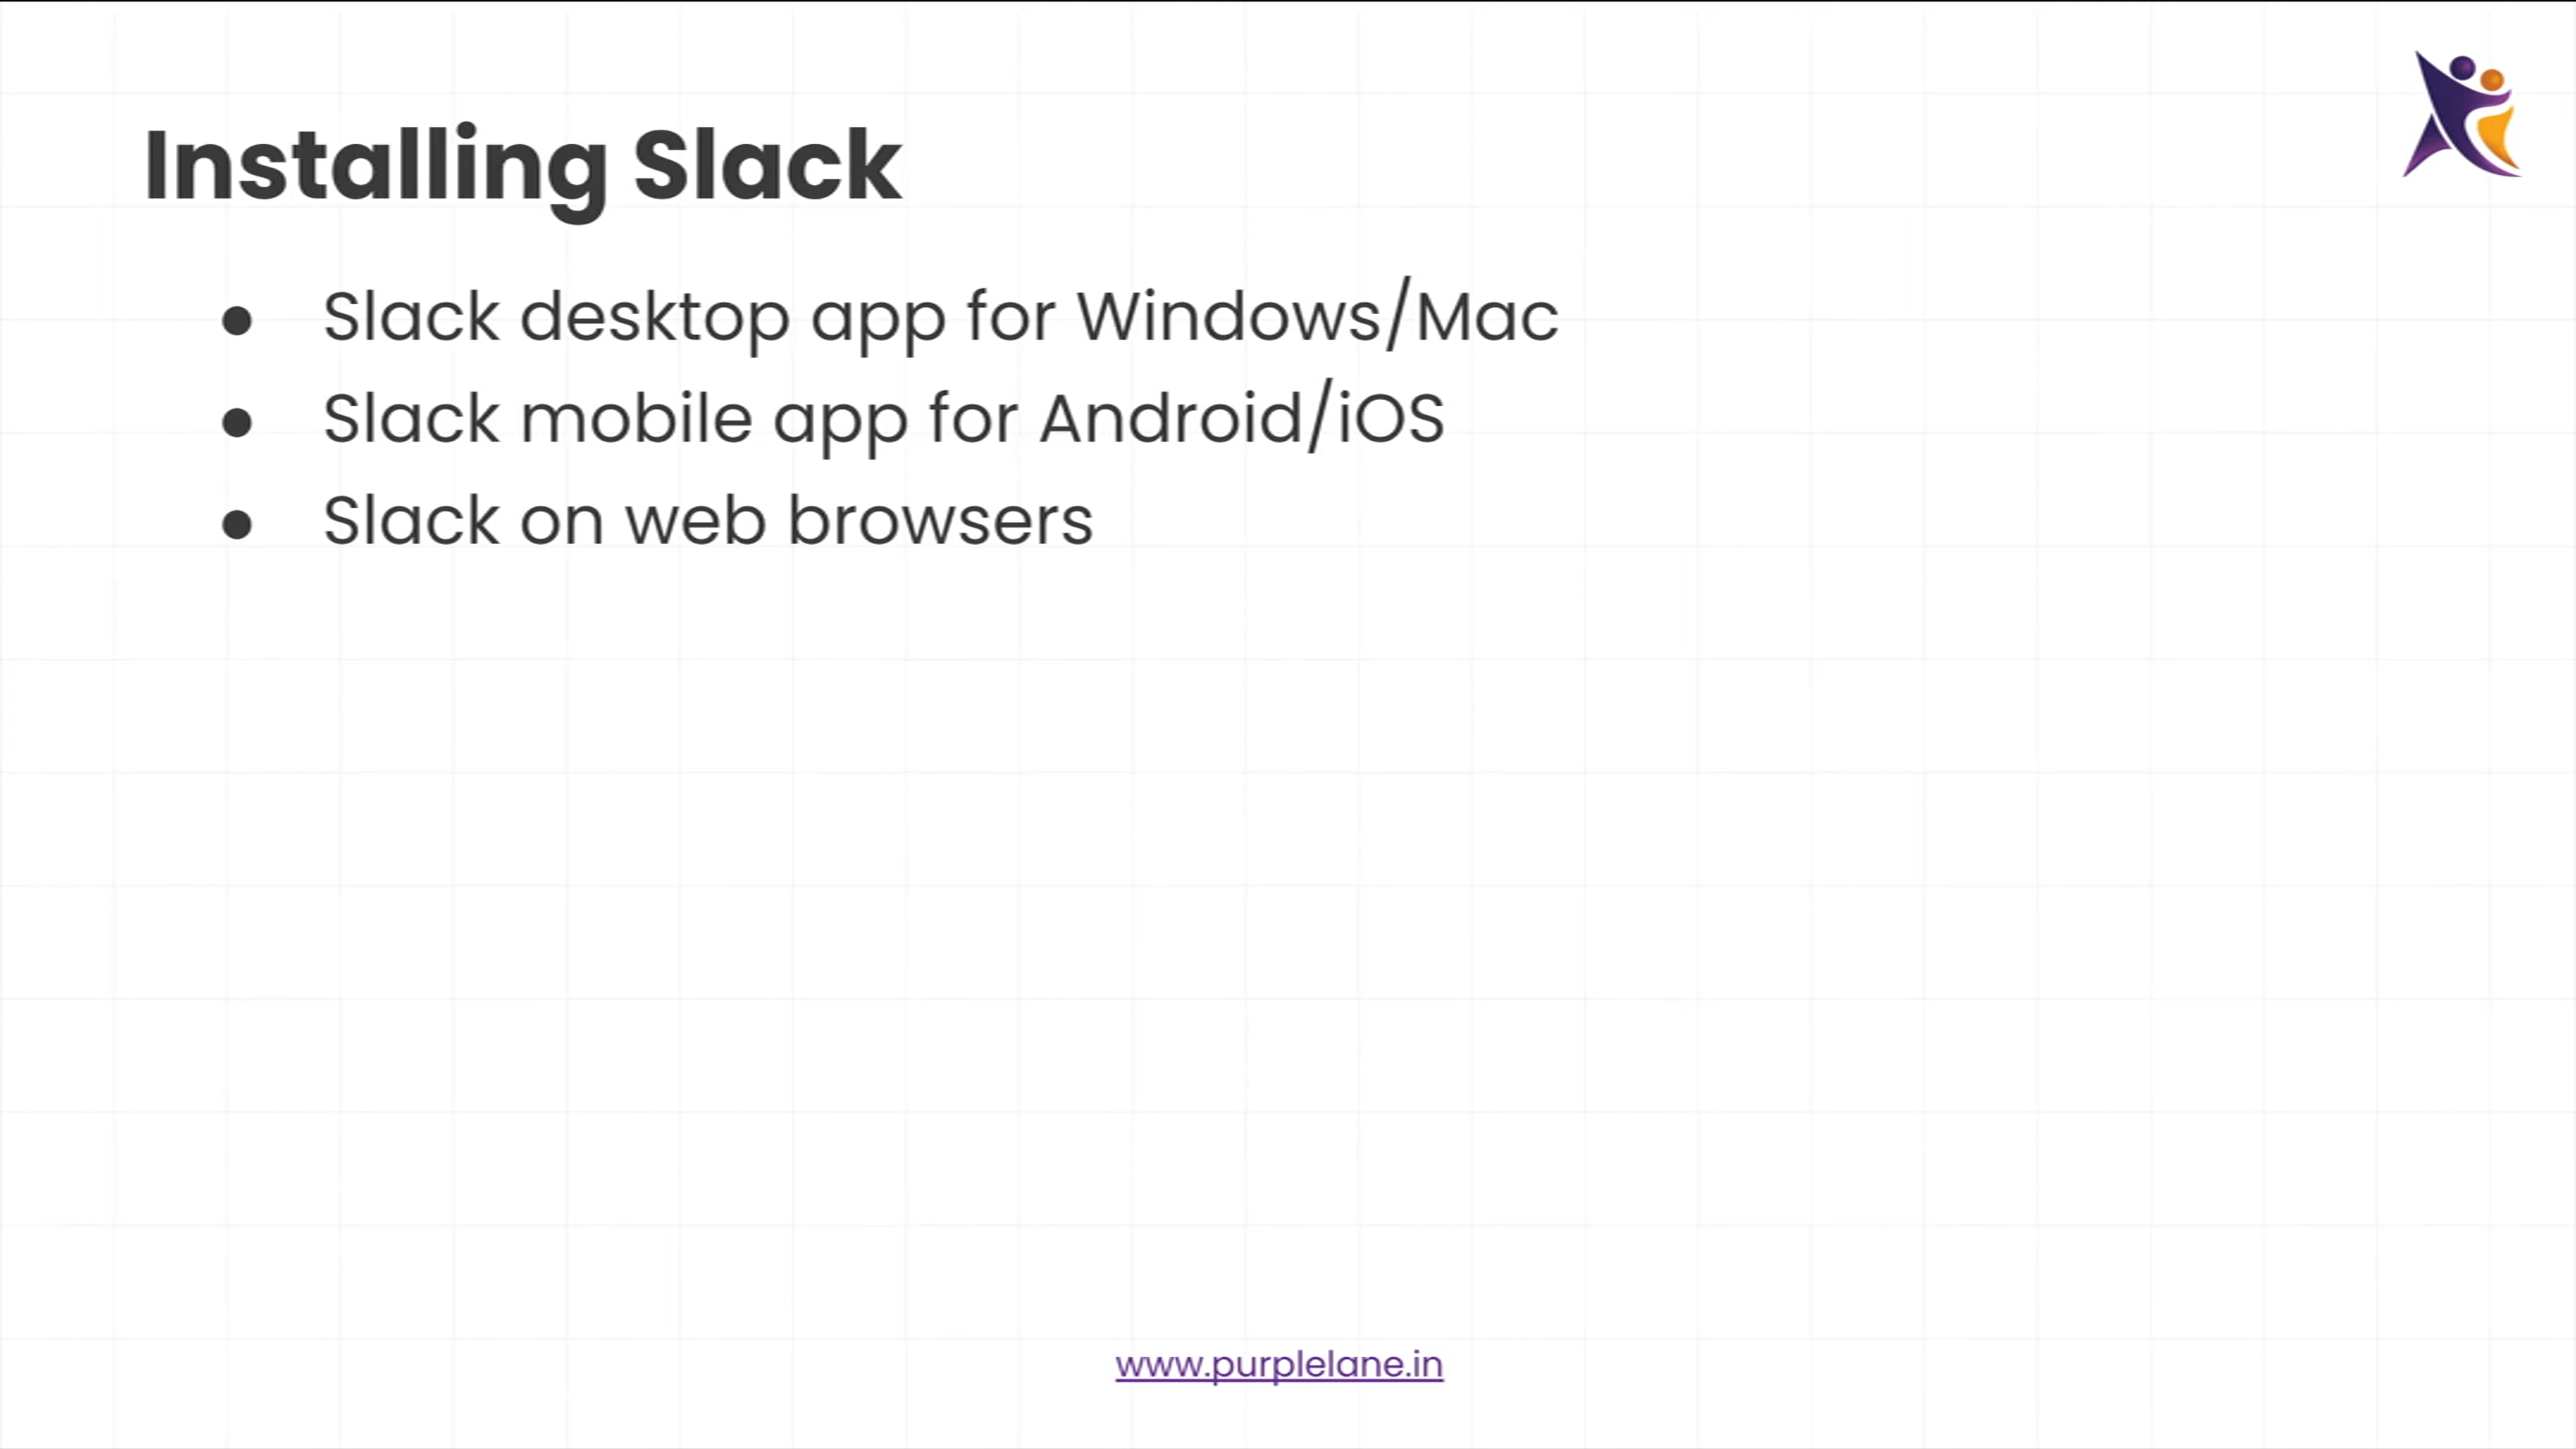 Installing Slack
● Slack desktop app for Windows/Mac
● Slack mobile app for Android/iOS
● Slack on web browsers
www.purplelane.in